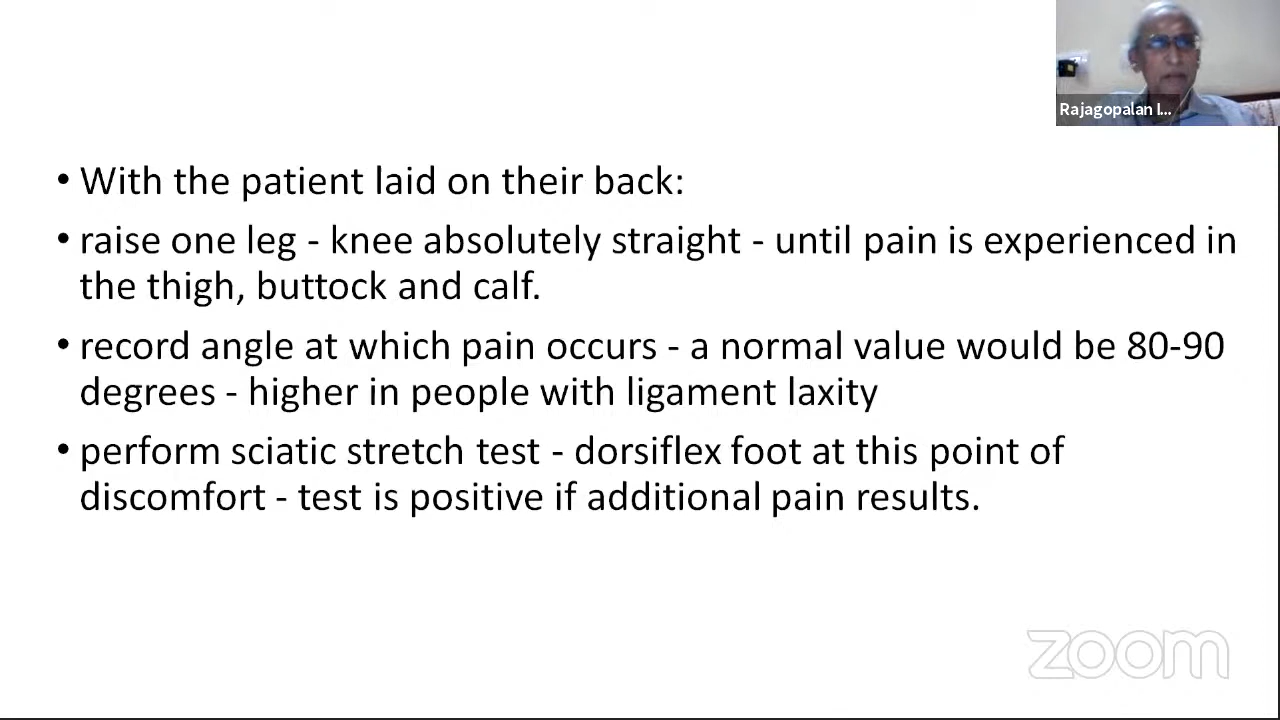 Rajagopalan I...
• With the patient laid on their back:
• raise one leg - knee absolutely straight - until pain is experienced in
the thigh, buttock and calf.
• record angle at which pain occurs - a normal value would be 80-90
degrees - higher in people with ligament laxity
• perform sciatic stretch test - dorsiflex foot at this point of
discomfort - test is positive if additional pain results.
zoom